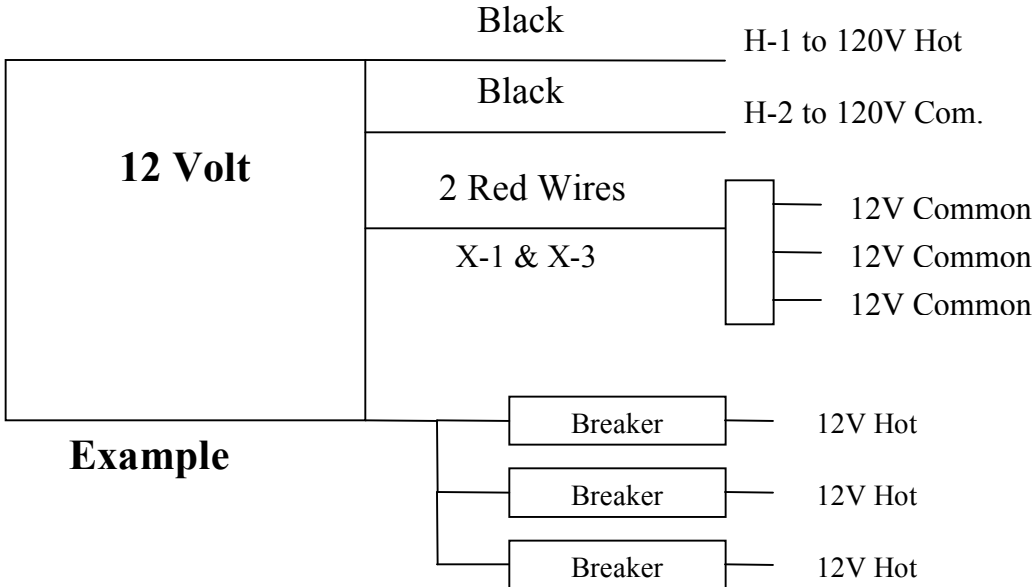 Black
H-1 to 120V Hot
Black
H-2 to 120V Com.
12 Volt
2 Red Wires
X-1 & X-3
12V Common
12V Common
12V Common
Example
Breaker
12V Hot
Breaker
12V Hot
Breaker
12V Hot